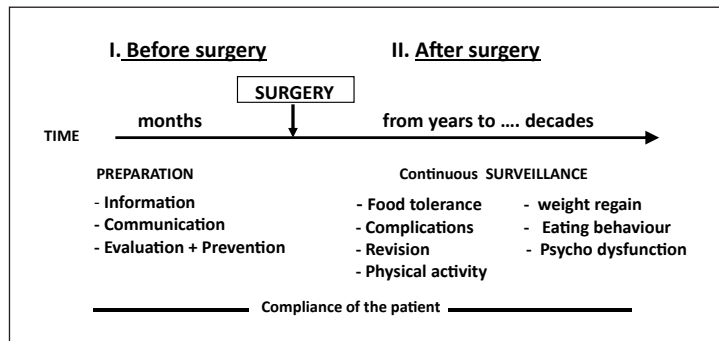 I. Before surgery
II. After surgery
SURGERY
months
from years to .... decades
TIME
PREPARATION
- Information
- Communication
- Evaluation + Prevention
Continuous SURVEILLANCE
- Food tolerance
- Complications
- Revision
- Physical activity
- weight regain
- Eating behaviour
- Psycho dysfunction
Compliance of the patient